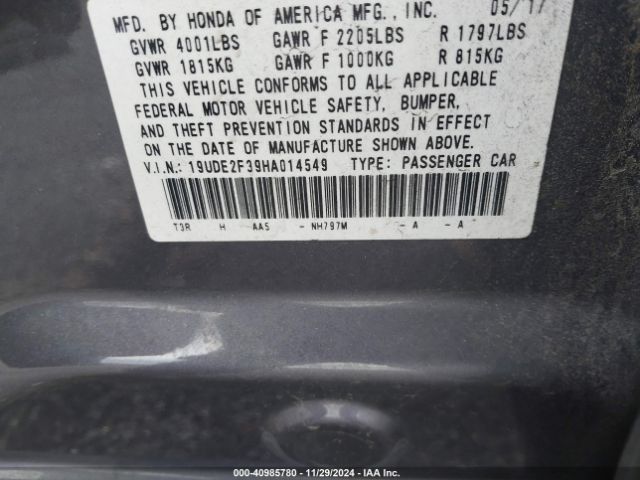 MFD. BY HONDA OF AMERICA MFG., INC. 05/17
GVWR 4001LBS GAWR F 2205LBS R 1797LBS
GVWR 1815KG GAWR F 1000KG R 815KG
THIS VEHICLE CONFORMS TO ALL APPLICABLE
FEDERAL MOTOR VEHICLE SAFETY, BUMPER,
AND THEFT PREVENTION STANDARDS IN EFFECT
ON THE DATE OF MANUFACTURE SHOWN ABOVE.
V.I.N.: 19UDE2F39HA014549 TYPE: PASSENGER CAR
T3R H AA5 - NH797M - A - A
000-40985780 - 11/29/2024 - IAA Inc.